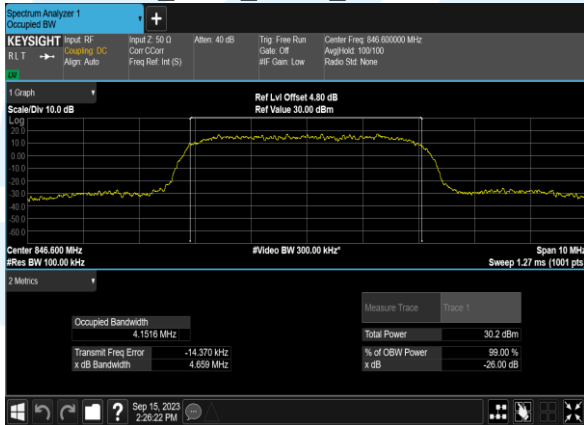 Spectrum Analyzer 1
Occupied BW
+
KEYSIGHT Input: RF Input Z: 50 Ω Atten: 40 dB Trig: Free Run Center Freq: 846.600000 MHz
RLT Coupling: DC Corr CCorr Gate: Off Avg|Hold: 100/100
Align: Auto Freq Ref: Int (S) #IF Gain: Low Radio Std: None
1 Graph
Ref Lvl Offset 4.80 dB
Scale/Div 10.0 dB Ref Value 30.00 dBm
Log
20.0
10.0
0.00
-10.0
-20.0
-30.0
-40.0
-50.0
-60.0
Center 846.600 MHz #Video BW 300.00 kHz* Span 10 MHz
#Res BW 100.00 kHz Sweep 1.27 ms (1001 pts
2 Metrics
Measure Trace Trace 1
Occupied Bandwidth
4.1516 MHz Total Power 30.2 dBm
Transmit Freq Error -14.370 kHz % of OBW Power 99.00 %
x dB Bandwidth 4.659 MHz x dB -26.00 dB
? Sep 15, 2023
2:26:22 PM